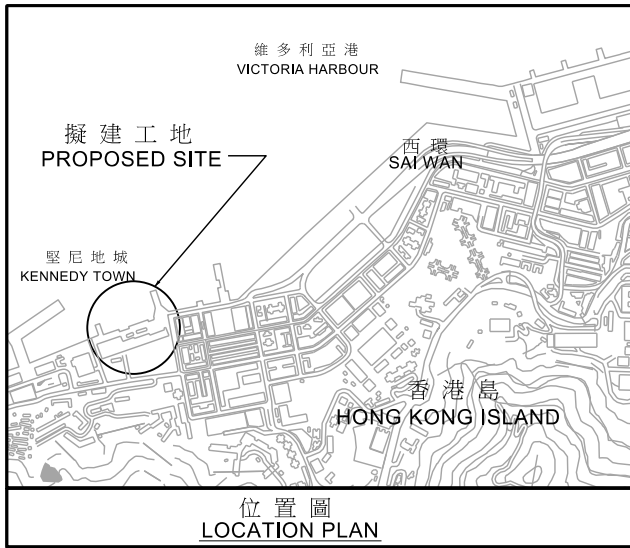 維多利亞港
VICTORIA HARBOUR
擬建工地
PROPOSED SITE
西環
SAI WAN
堅尼地城
KENNEDY TOWN
香港島
HONG KONG ISLAND
位置圖
LOCATION PLAN